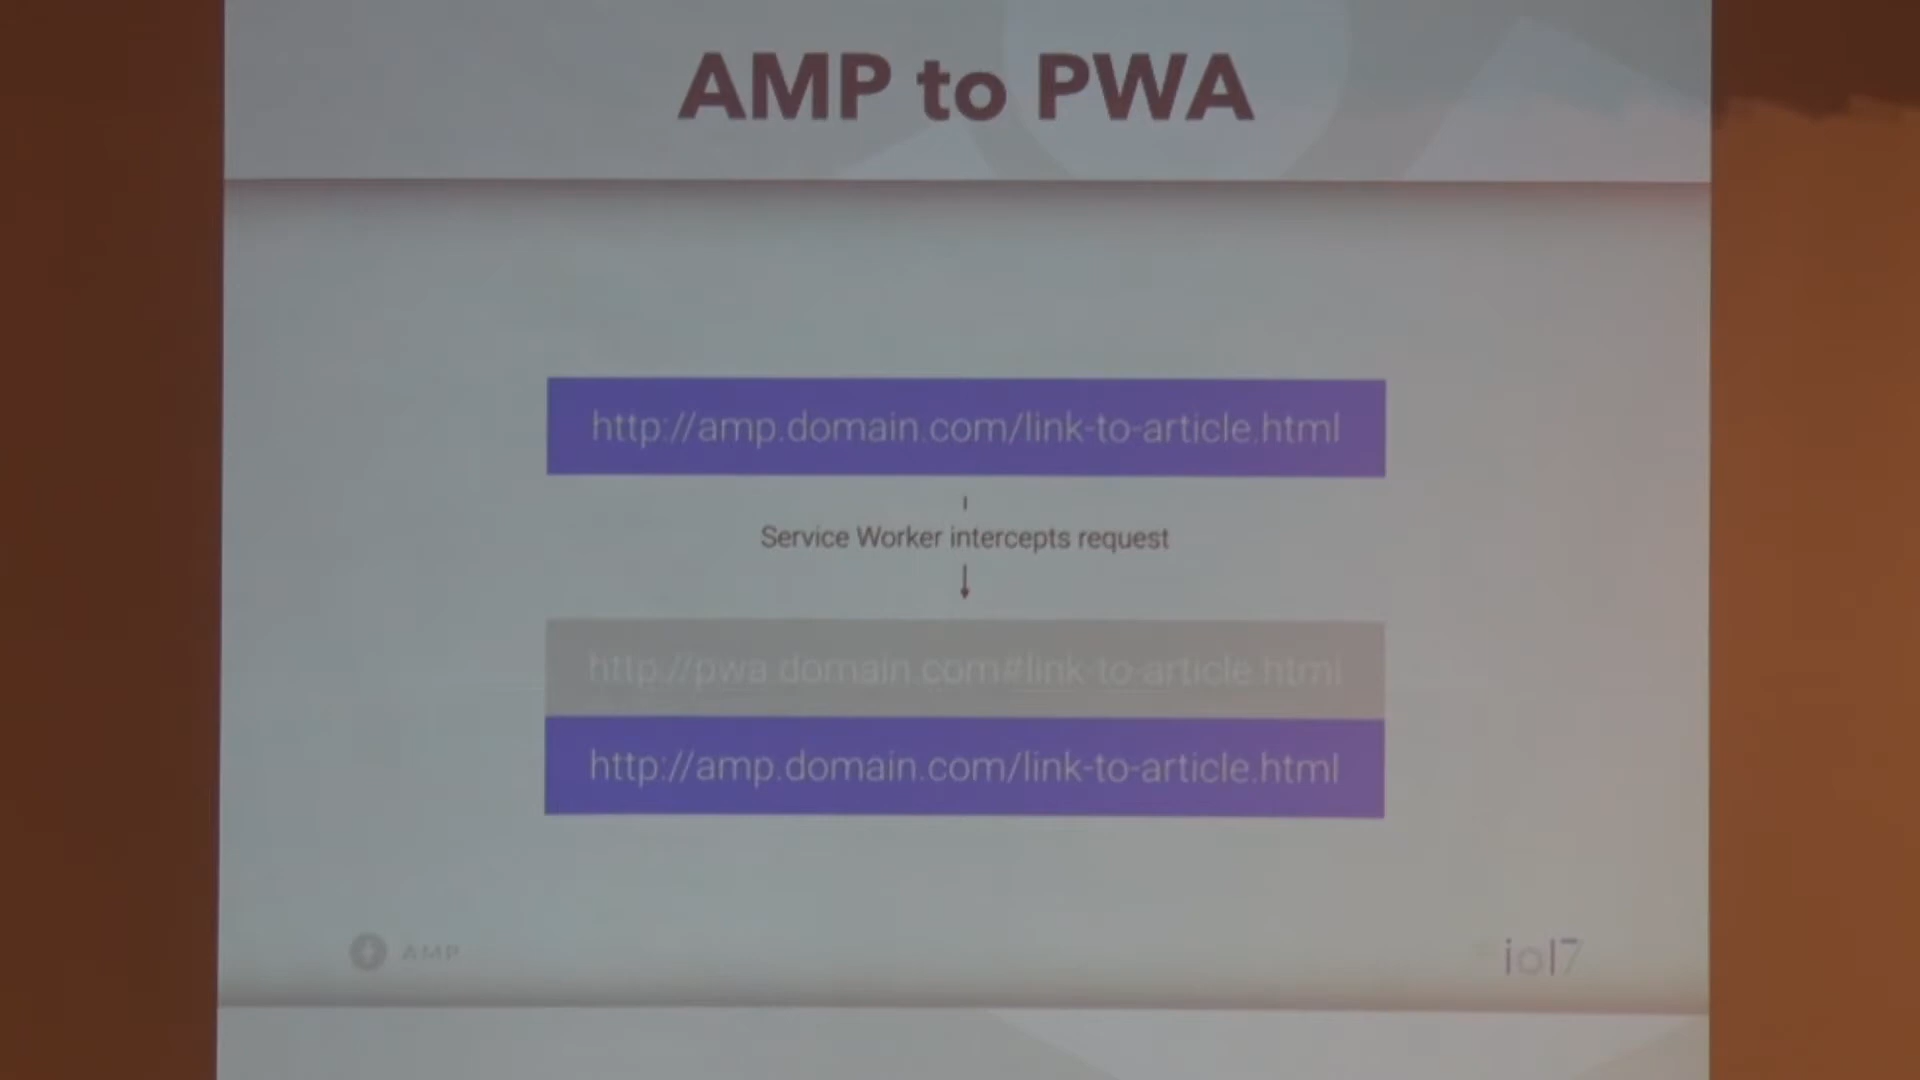 AMP to PWA
http://amp.domain.com/link-to-article.html
Service Worker intercepts request
http://pwa.domain.com#link-to-article.html
http://amp.domain.com/link-to-article.html
AMP
io17